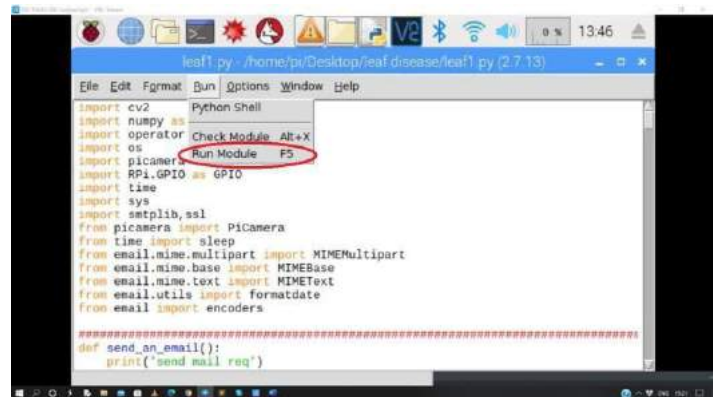 0 %
13:46
leaf1.py - /home/pi/Desktop/leaf disease/leaf1.py (2.7.13)
File Edit Format Run Options Window Help
Python Shell
Check Module Alt+X
Run Module F5
import cv2
import numpy as
import operator
import os
import picamera
import RPi.GPIO as GPIO
import time
import sys
import smtplib,ssl
from picamera import PiCamera
from time import sleep
from email.mime.multipart import MIMEMultipart
from email.mime.base import MIMEBase
from email.mime.text import MIMEText
from email.utils import formatdate
from email import encoders
def send_an_email():
print("send mail req")